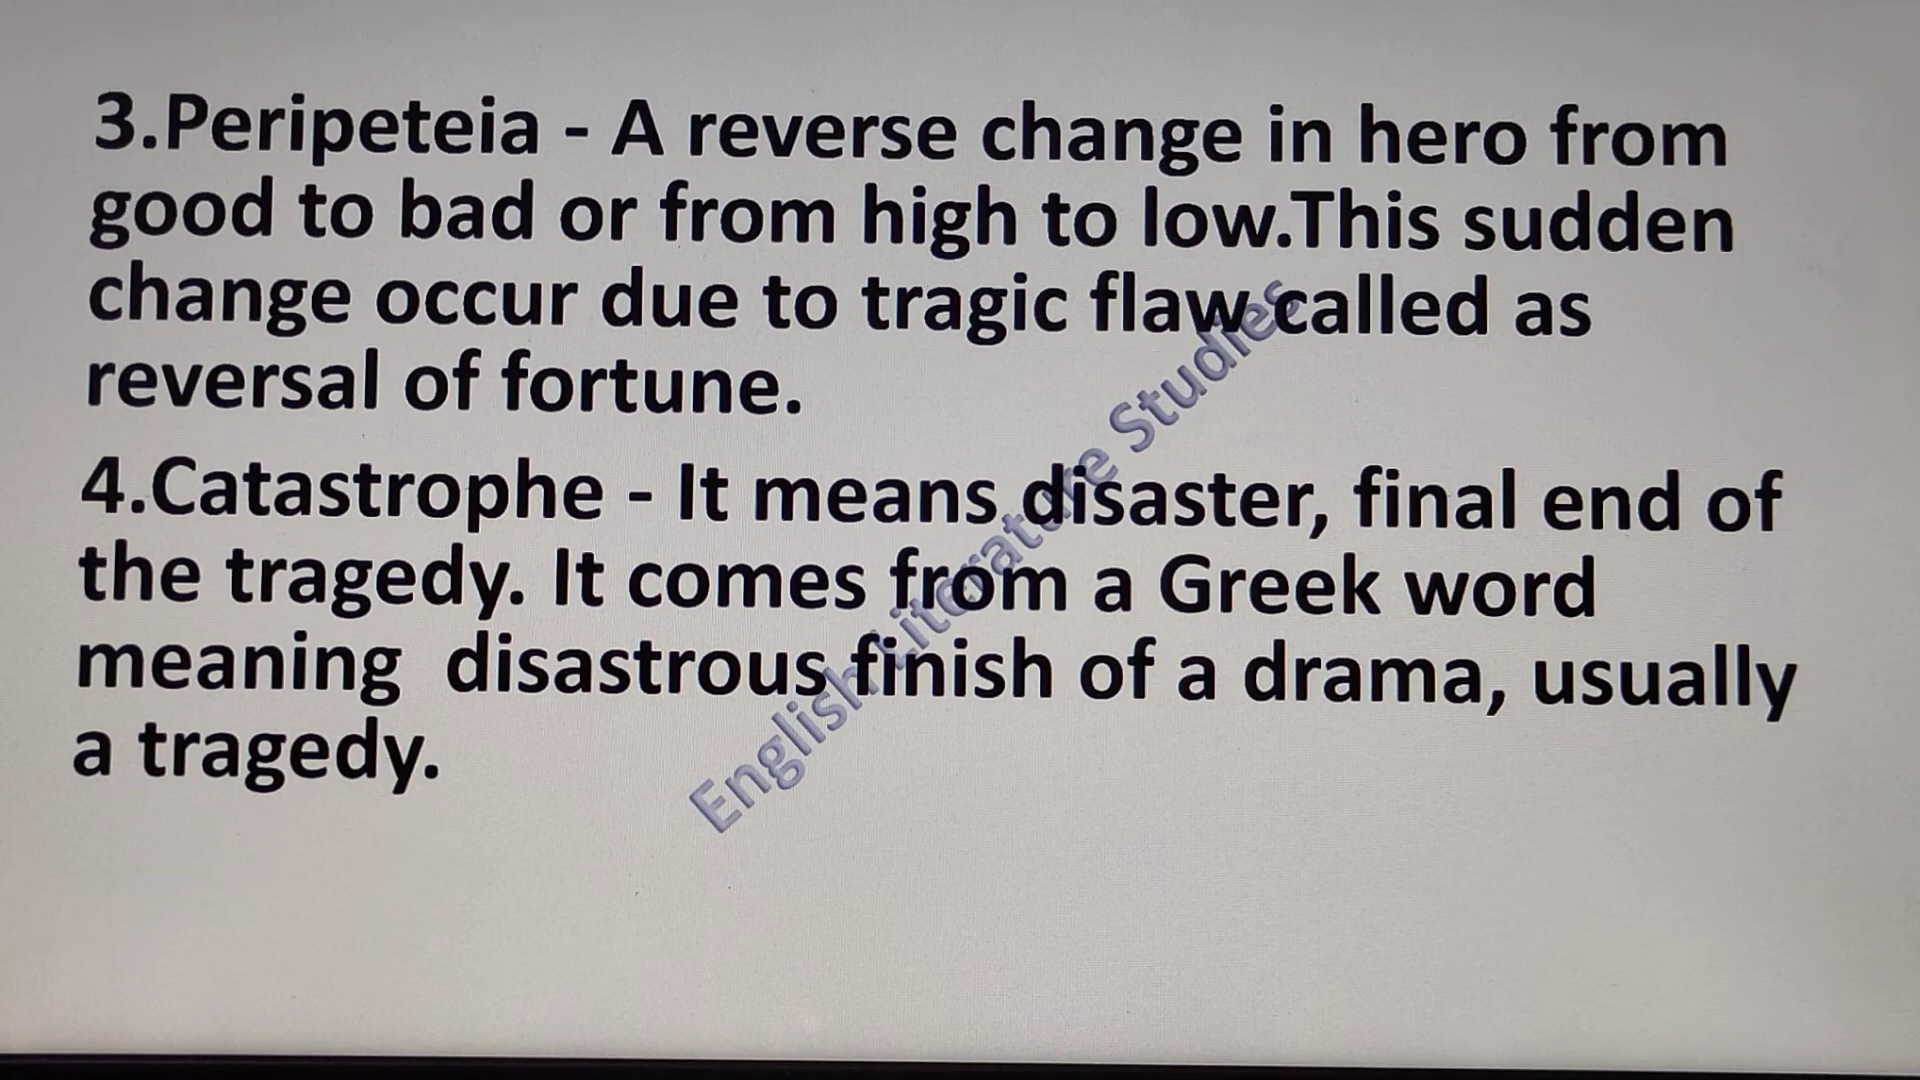 3.Peripeteia - A reverse change in hero from
good to bad or from high to low.This sudden
change occur due to tragic flaw called as
reversal of fortune.
4.Catastrophe - It means disaster, final end of
the tragedy. It comes from a Greek word
meaning  disastrous finish of a drama, usually
a tragedy.
English Literature Studies